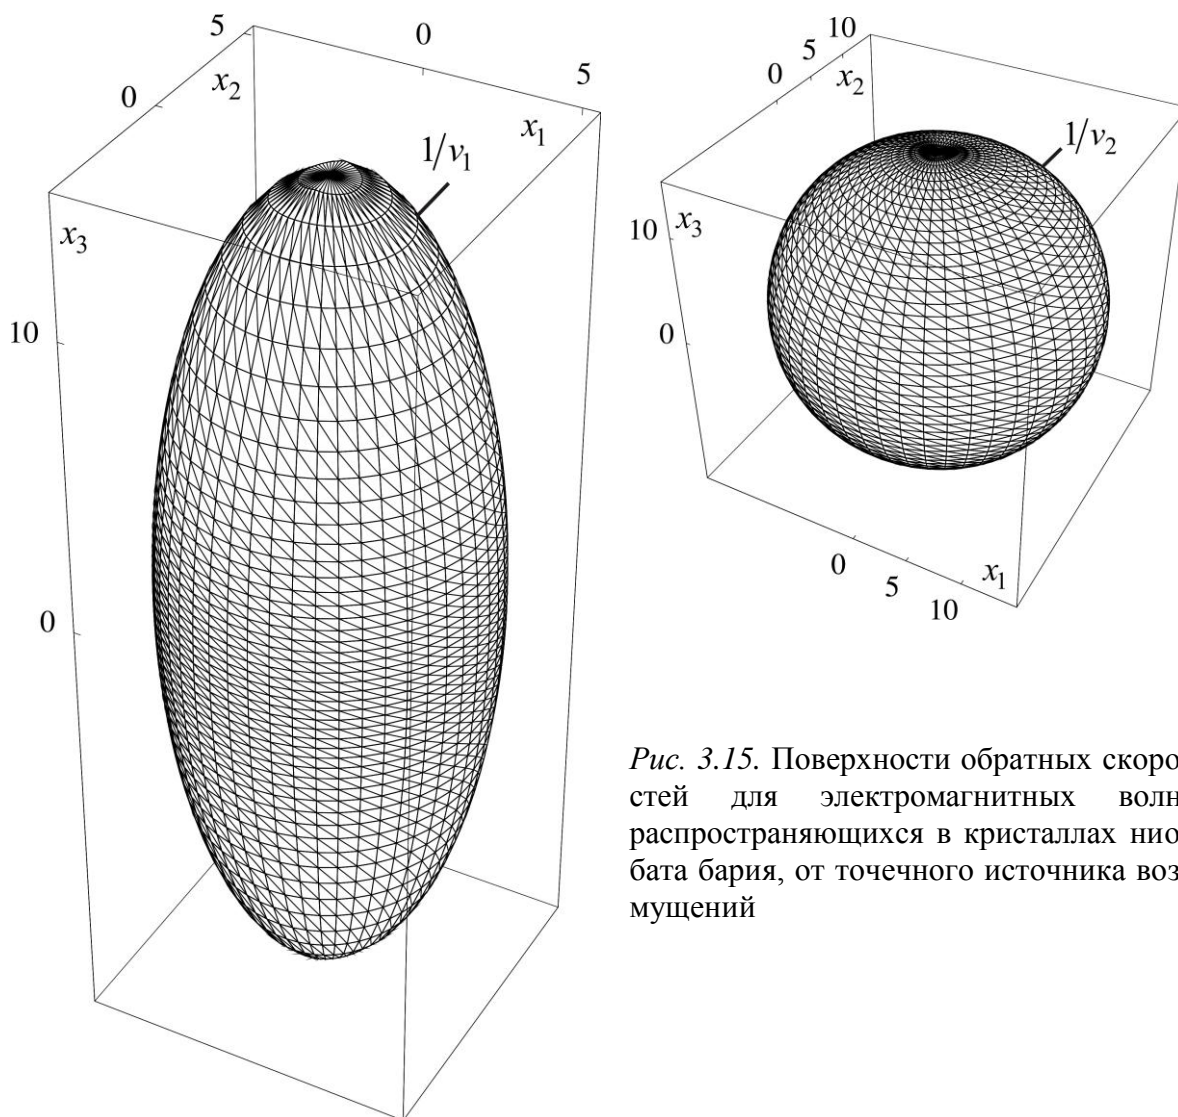 5
0
x₂
0
5
x₁
1/v₁
x₃
10
0
10
5
0
x₂
1/v₂
10
x₃
0
0
5
10
x₁
Рис. 3.15. Поверхности обратных скоро
стей для электромагнитных волн
распространяющихся в кристаллах нио
бата бария, от точечного источника воз
мущений